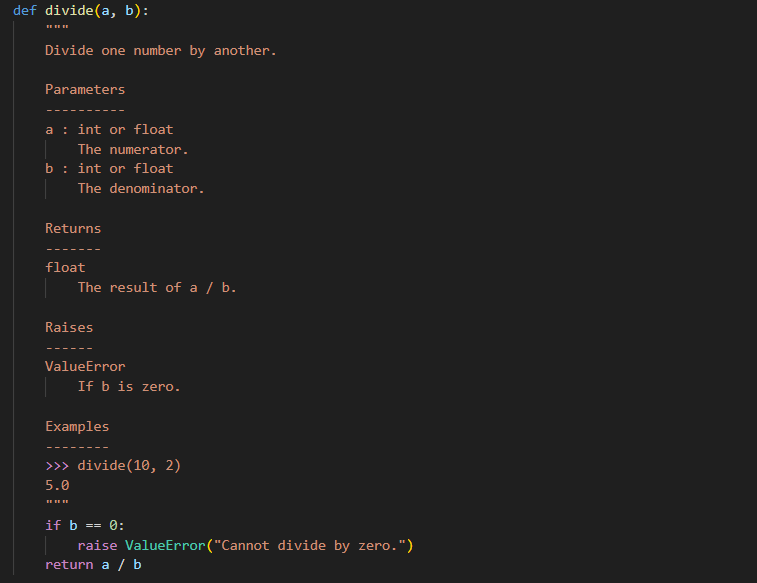 def divide(a, b):
    """
    Divide one number by another.

    Parameters
    ----------
    a : int or float
        The numerator.
    b : int or float
        The denominator.

    Returns
    -------
    float
        The result of a / b.

    Raises
    ------
    ValueError
        If b is zero.

    Examples
    --------
    >>> divide(10, 2)
    5.0
    """
    if b == 0:
        raise ValueError("Cannot divide by zero.")
    return a / b